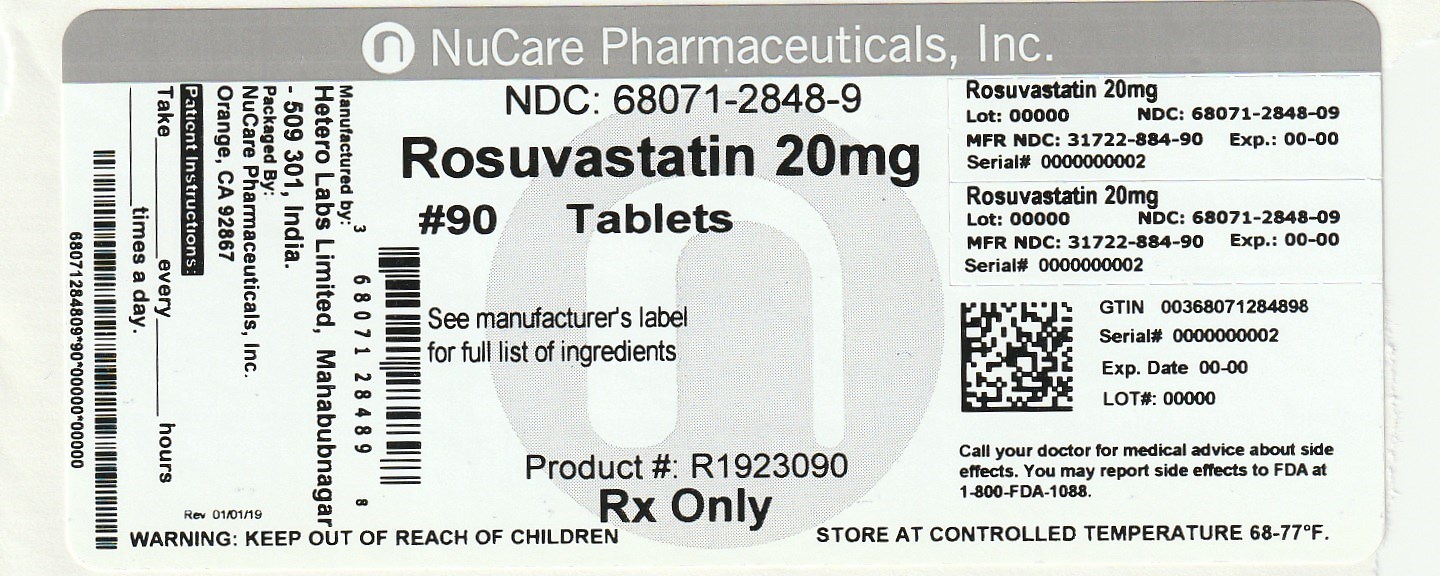 NuCare Pharmaceuticals, Inc.
NDC: 68071-2848-9
Rosuvastatin 20mg
#90 Tablets
See manufacturer's label
for full list of ingredients
Product #: R1923090
Rx Only
WARNING: KEEP OUT OF REACH OF CHILDREN
STORE AT CONTROLLED TEMPERATURE 68-77°F.
Manufactured by:
Hetero Labs Limited, Mahabubnagar
- 509 301, India.
Packaged By:
NuCare Pharmaceuticals, Inc.
Orange, CA 92867
Patient Instructions:
Take______every______hours
______times a day.
68071284809*90*00000*00000
Rev 01/01/19
3 68071 28489 8
Rosuvastatin 20mg
Lot: 00000 NDC: 68071-2848-09
MFR NDC: 31722-884-90 Exp.: 00-00
Serial# 0000000002
Rosuvastatin 20mg
Lot: 00000 NDC: 68071-2848-09
MFR NDC: 31722-884-90 Exp.: 00-00
Serial# 0000000002
GTIN 00368071284898
Serial# 0000000002
Exp. Date 00-00
LOT#: 00000
Call your doctor for medical advice about side
effects. You may report side effects to FDA at
1-800-FDA-1088.